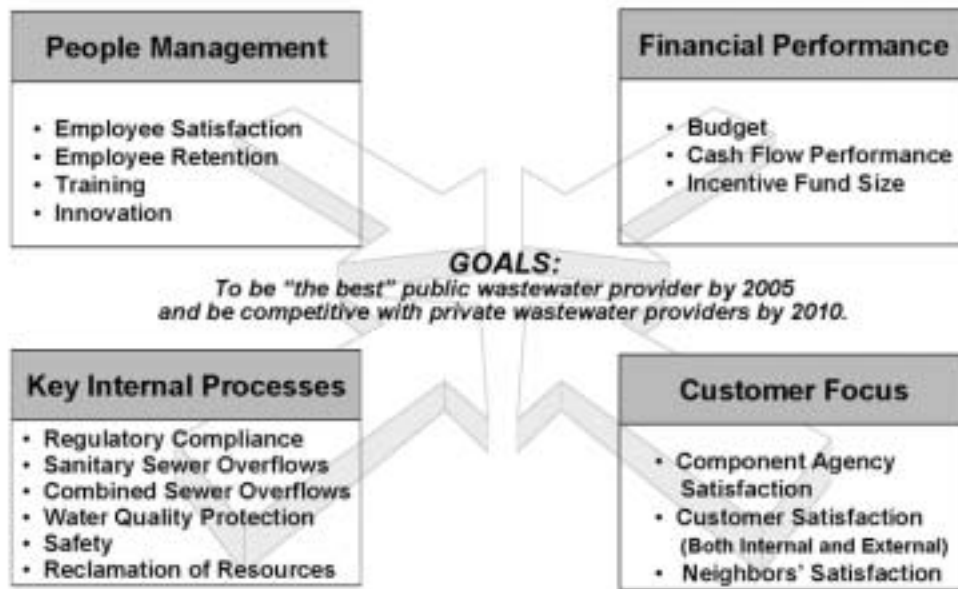 People Management
• Employee Satisfaction
• Employee Retention
• Training
• Innovation
Financial Performance
• Budget
• Cash Flow Performance
• Incentive Fund Size
GOALS:
To be “the best” public wastewater provider by 2005
and be competitive with private wastewater providers by 2010.
Key Internal Processes
• Regulatory Compliance
• Sanitary Sewer Overflows
• Combined Sewer Overflows
• Water Quality Protection
• Safety
• Reclamation of Resources
Customer Focus
• Component Agency
Satisfaction
• Customer Satisfaction
(Both Internal and External)
• Neighbors’ Satisfaction